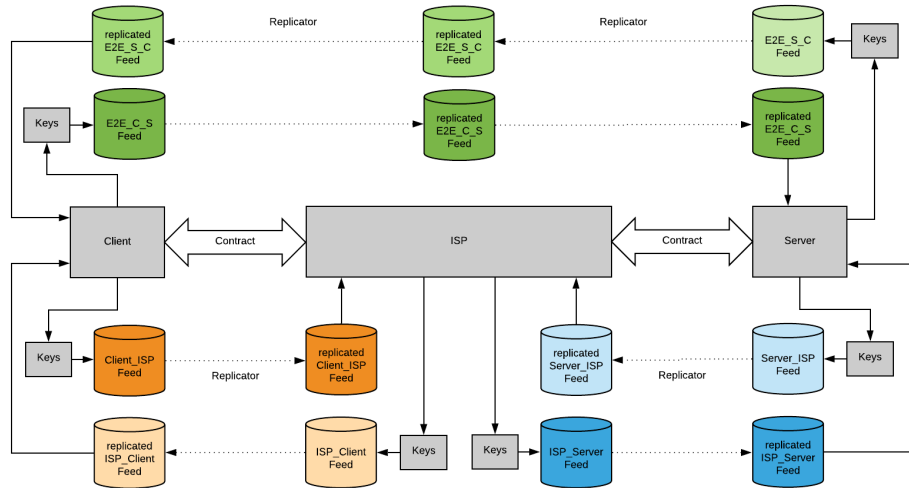 Replicator
Replicator
replicated
E2E_S_C
Feed
replicated
E2E_S_C
Feed
E2E_S_C
Feed
Keys
Keys
E2E_C_S
Feed
replicated
E2E_C_S
Feed
replicated
E2E_C_S
Feed
Client
Contract
ISP
Contract
Server
Keys
Client_ISP
Feed
Replicator
replicated
Client_ISP
Feed
replicated
Server_ISP
Feed
Replicator
Server_ISP
Feed
Keys
replicated
ISP_Client
Feed
ISP_Client
Feed
Keys
Keys
ISP_Server
Feed
replicated
ISP_Server
Feed